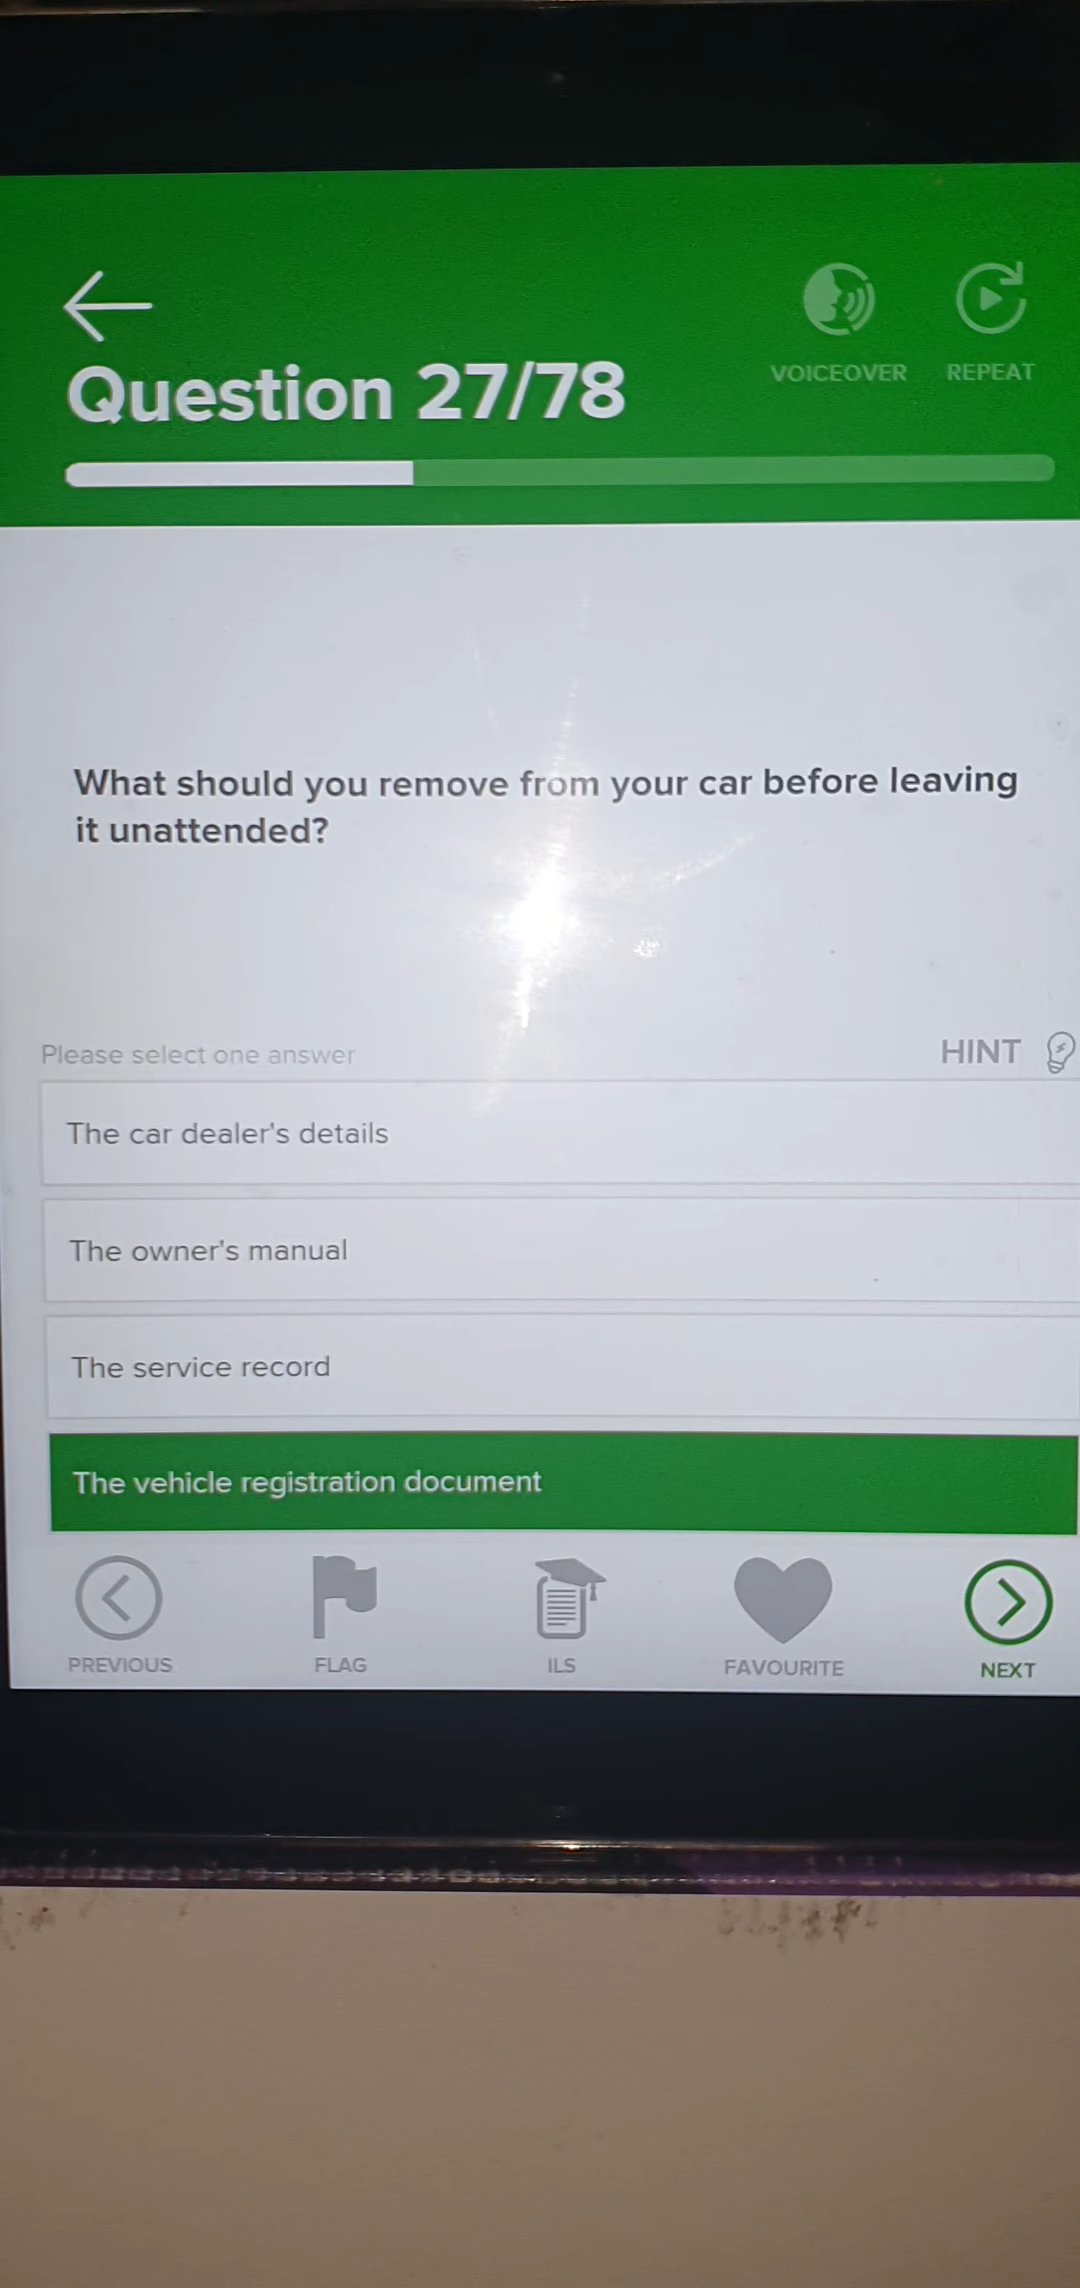 VOICEOVER REPEAT
Question 27/78
What should you remove from your car before leaving
it unattended?
Please select one answer
HINT
The car dealer's details
The owner's manual
The service record
The vehicle registration document
PREVIOUS FLAG ILS FAVOURITE NEXT